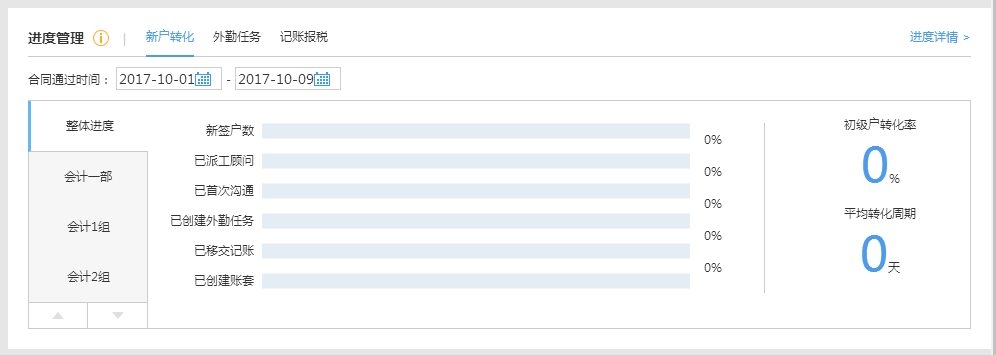 进度管理 | 新户转化 外勤任务 记账报税 进度详情 >
合同通过时间： 2017-10-01 - 2017-10-09
整体进度
会计一部
会计1组
会计2组
新签户数
0%
已派工顾问
0%
已首次沟通
0%
已创建外勤任务
0%
已移交记账
0%
已创建账套
初级户转化率
0%
平均转化周期
0天